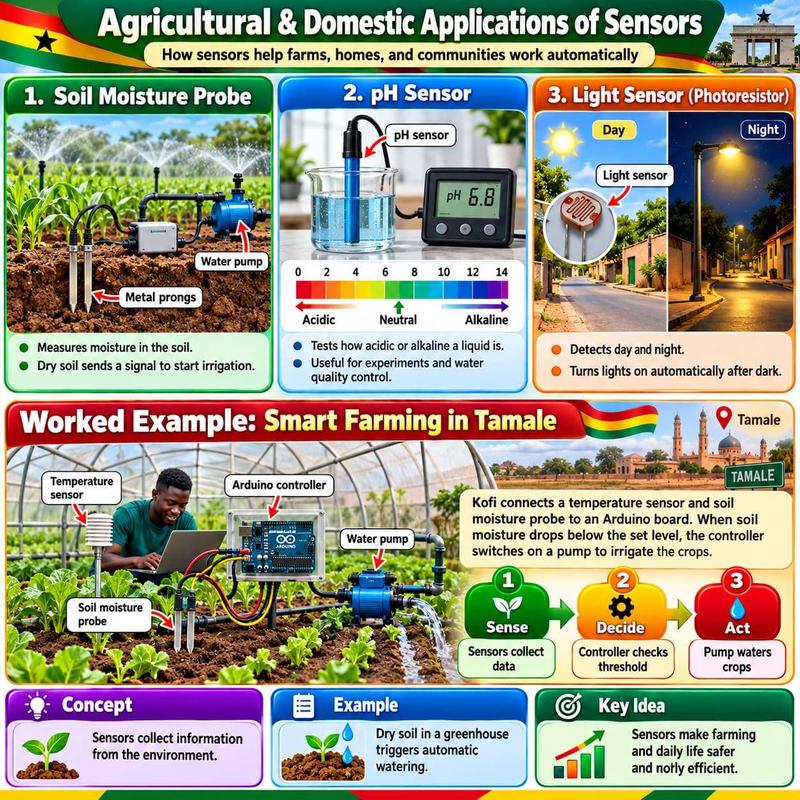 Agricultural & Domestic Applications of Sensors
How sensors help farms, homes, and communities work automatically
1. Soil Moisture Probe
Water pump
Metal prongs
Measures moisture in the soil.
Dry soil sends a signal to start irrigation.
2. pH Sensor
pH sensor
pH 6.8
0 2 4 6 8 10 12 14
Acidic Neutral Alkaline
Tests how acidic or alkaline a liquid is.
Useful for experiments and water
quality control.
3. Light Sensor (Photoresistor)
Day
Night
Light sensor
Detects day and night.
Turns lights on automatically after dark.
Worked Example: Smart Farming in Tamale
Tamale
TAMALE
Temperature
sensor
Arduino controller
ARDUINO
Water pump
Soil moisture
probe
Kofi connects a temperature sensor and soil
moisture probe to an Arduino board. When soil
moisture drops below the set level, the controller
switches on a pump to irrigate the crops.
1
Sense
Sensors collect
data
2
Decide
Controller checks
threshold
3
Act
Pump waters
crops
Concept
Sensors collect information
from the environment.
Example
Dry soil in a greenhouse
triggers automatic
watering.
Key Idea
Sensors make farming
and daily life safer
and norly efficient.